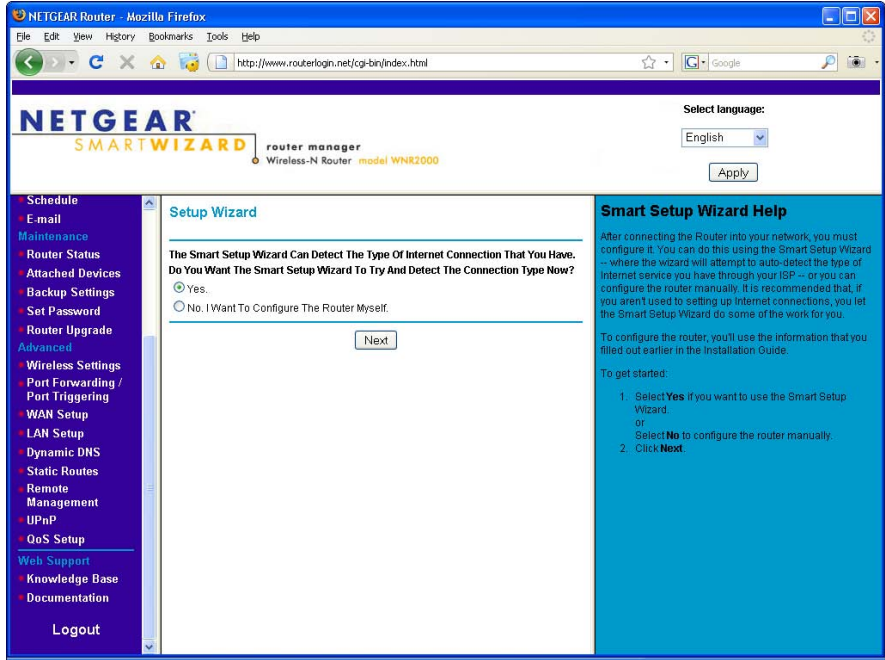 NETGEAR Router - Mozilla Firefox
File Edit View History Bookmarks Tools Help
http://www.routerlogin.net/cgi-bin/index.html
G Google
NETGEAR
SMARTWIZARD
router manager
Wireless-N Router model WNR2000
Select language:
English
Apply
Schedule
E-mail
Maintenance
Router Status
Attached Devices
Backup Settings
Set Password
Router Upgrade
Advanced
Wireless Settings
Port Forwarding /
Port Triggering
WAN Setup
LAN Setup
Dynamic DNS
Static Routes
Remote
Management
UPnP
QoS Setup
Web Support
Knowledge Base
Documentation
Logout
Setup Wizard
The Smart Setup Wizard Can Detect The Type Of Internet Connection That You Have.
Do You Want The Smart Setup Wizard To Try And Detect The Connection Type Now?
Yes.
No. I Want To Configure The Router Myself.
Next
Smart Setup Wizard Help
After connecting the Router into your network, you must
configure it. You can do this using the Smart Setup Wizard
-- where the wizard will attempt to auto-detect the type of
internet service you have through your ISP -- or you can
configure the router manually. It is recommended that, if
you aren't used to setting up Internet connections, you let
the Smart Setup Wizard do some of the work for you.
To configure the router, you'll use the information that you
filled out earlier in the Installation Guide.
To get started:
1. Select Yes if you want to use the Smart Setup
Wizard.
or
Select No to configure the router manually.
2. Click Next.